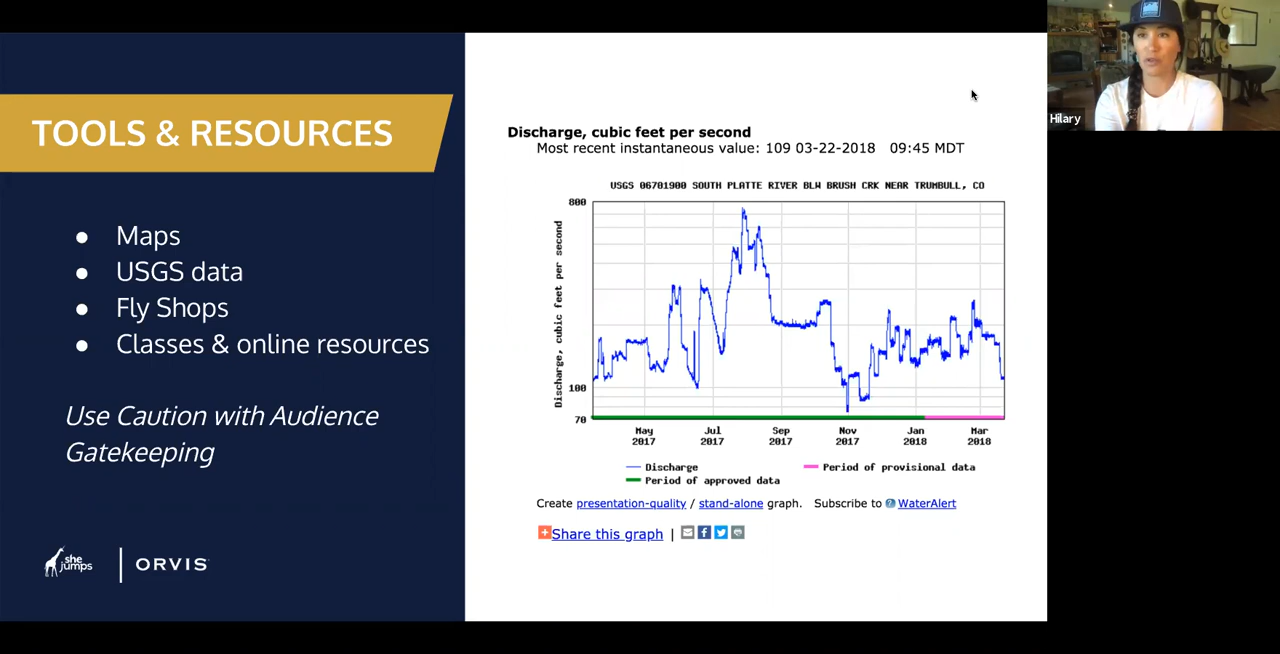 TOOLS & RESOURCES
● Maps
● USGS data
● Fly Shops
● Classes & online resources
Use Caution with Audience
Gatekeeping
she
jumps
ORVIS
Discharge, cubic feet per second
Most recent instantaneous value: 109 03-22-2018 09:45 MDT
USGS 06701900 SOUTH PLATTE RIVER BLW BRUSH CRK NEAR TRUMBULL, CO
Discharge, cubic feet per second
800
100
70
May Jul Sep Nov Jan Mar
2017 2017 2017 2017 2018 2018
Discharge
Period of approved data
Period of provisional data
Create presentation-quality / stand-alone graph. Subscribe to ? WaterAlert
+ Share this graph |
Hilary